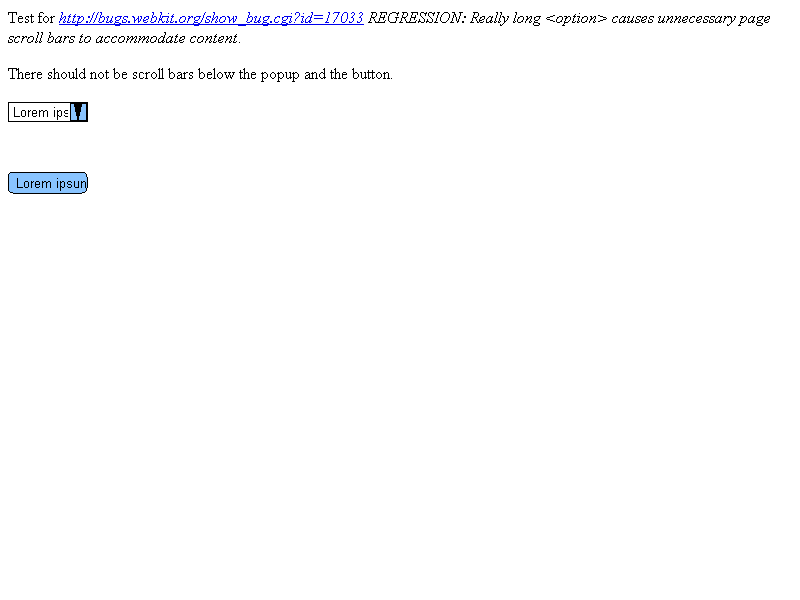 Test for http://bugs.webkit.org/show_bug.cgi?id=17033 REGRESSION: Really long <option> causes unnecessary page
scroll bars to accommodate content.
There should not be scroll bars below the popup and the button.
Lorem ips
Lorem ipsun